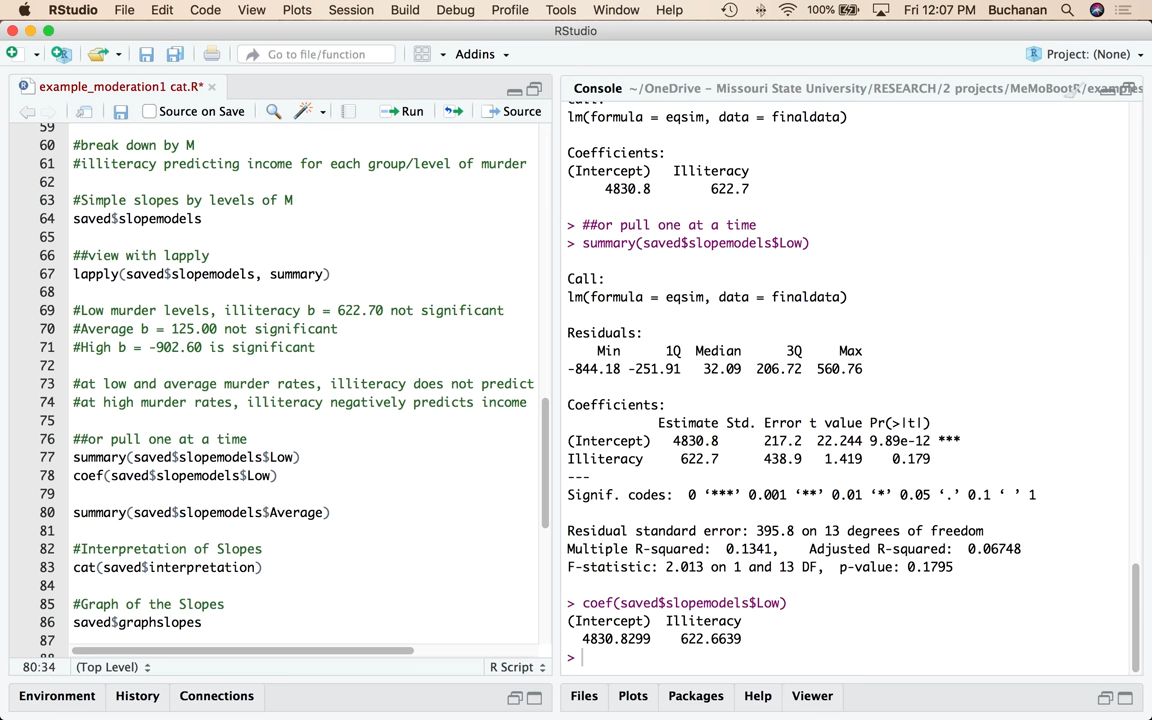 RStudio File Edit Code View Plots Session Build Debug Profile Tools Window Help 100% Fri 12:07 PM Buchanan
RStudio
Go to file/function Addins Project: (None)
example_moderation1 cat.R*
Source on Save Run Source
59
60 #break down by M
61 #illiteracy predicting income for each group/level of murder
62
63 #Simple slopes by levels of M
64 saved$slopemodels
65
66 ##view with lapply
67 lapply(saved$slopemodels, summary)
68
69 #Low murder levels, illiteracy b = 622.70 not significant
70 #Average b = 125.00 not significant
71 #High b = -902.60 is significant
72
73 #at low and average murder rates, illiteracy does not predict
74 #at high murder rates, illiteracy negatively predicts income
75
76 ##or pull one at a time
77 summary(saved$slopemodels$Low)
78 coef(saved$slopemodels$Low)
79
80 summary(saved$slopemodels$Average)
81
82 #Interpretation of Slopes
83 cat(saved$interpretation)
84
85 #Graph of the Slopes
86 saved$graphslopes
87
80:34 (Top Level) R Script
Environment History Connections
Console ~/OneDrive - Missouri State University/RESEARCH/2 projects/MeMoBootR/examples
Call:
lm(formula = eqsim, data = finaldata)
Coefficients:
(Intercept) Illiteracy
4830.8 622.7
> ##or pull one at a time
> summary(saved$slopemodels$Low)
Call:
lm(formula = eqsim, data = finaldata)
Residuals:
Min 1Q Median 3Q Max
-844.18 -251.91 32.09 206.72 560.76
Coefficients:
Estimate Std. Error t value Pr(>|t|)
(Intercept) 4830.8 217.2 22.244 9.89e-12 ***
Illiteracy 622.7 438.9 1.419 0.179
---
Signif. codes: 0 ‘***’ 0.001 ‘**’ 0.01 ‘*’ 0.05 ‘.’ 0.1 ‘ ’ 1
Residual standard error: 395.8 on 13 degrees of freedom
Multiple R-squared: 0.1341, Adjusted R-squared: 0.06748
F-statistic: 2.013 on 1 and 13 DF, p-value: 0.1795
> coef(saved$slopemodels$Low)
(Intercept) Illiteracy
4830.8299 622.6639
>
Files Plots Packages Help Viewer